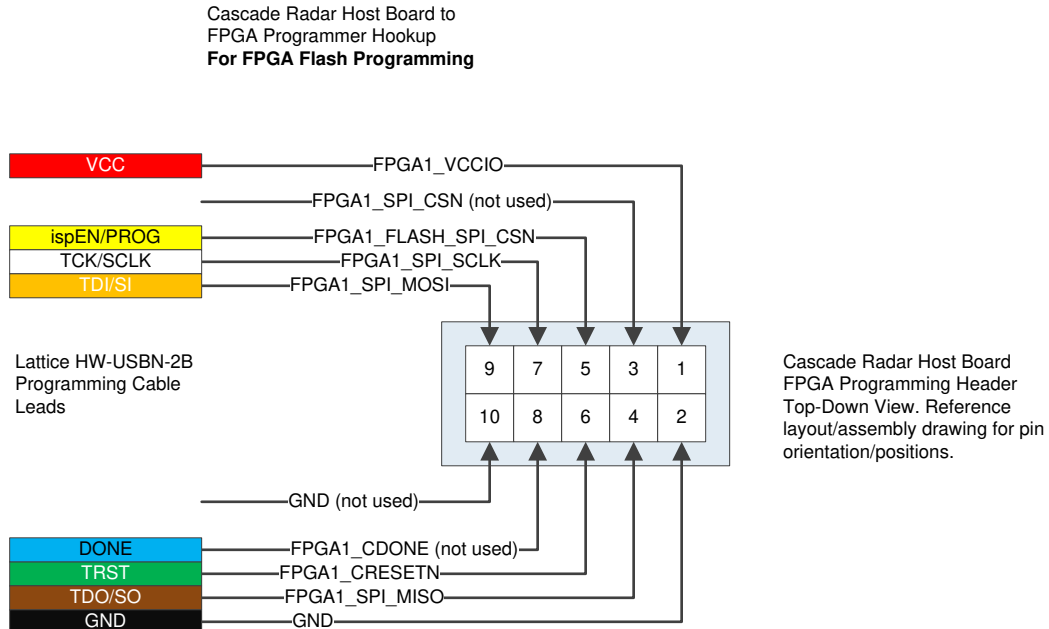 Cascade Radar Host Board to
FPGA Programmer Hookup
For FPGA Flash Programming
VCC
FPGA1_VCCIO
FPGA1_SPI_CSN (not used)
ispEN/PROG
FPGA1_FLASH_SPI_CSN
TCK/SCLK
FPGA1_SPI_SCLK
TDI/SI
FPGA1_SPI_MOSI
Lattice HW-USBN-2B
Programming Cable
Leads
9 7 5 3 1
10 8 6 4 2
Cascade Radar Host Board
FPGA Programming Header
Top-Down View. Reference
layout/assembly drawing for pin
orientation/positions.
GND (not used)
DONE
FPGA1_CDONE (not used)
TRST
FPGA1_CRESETN
TDO/SO
FPGA1_SPI_MISO
GND
GND